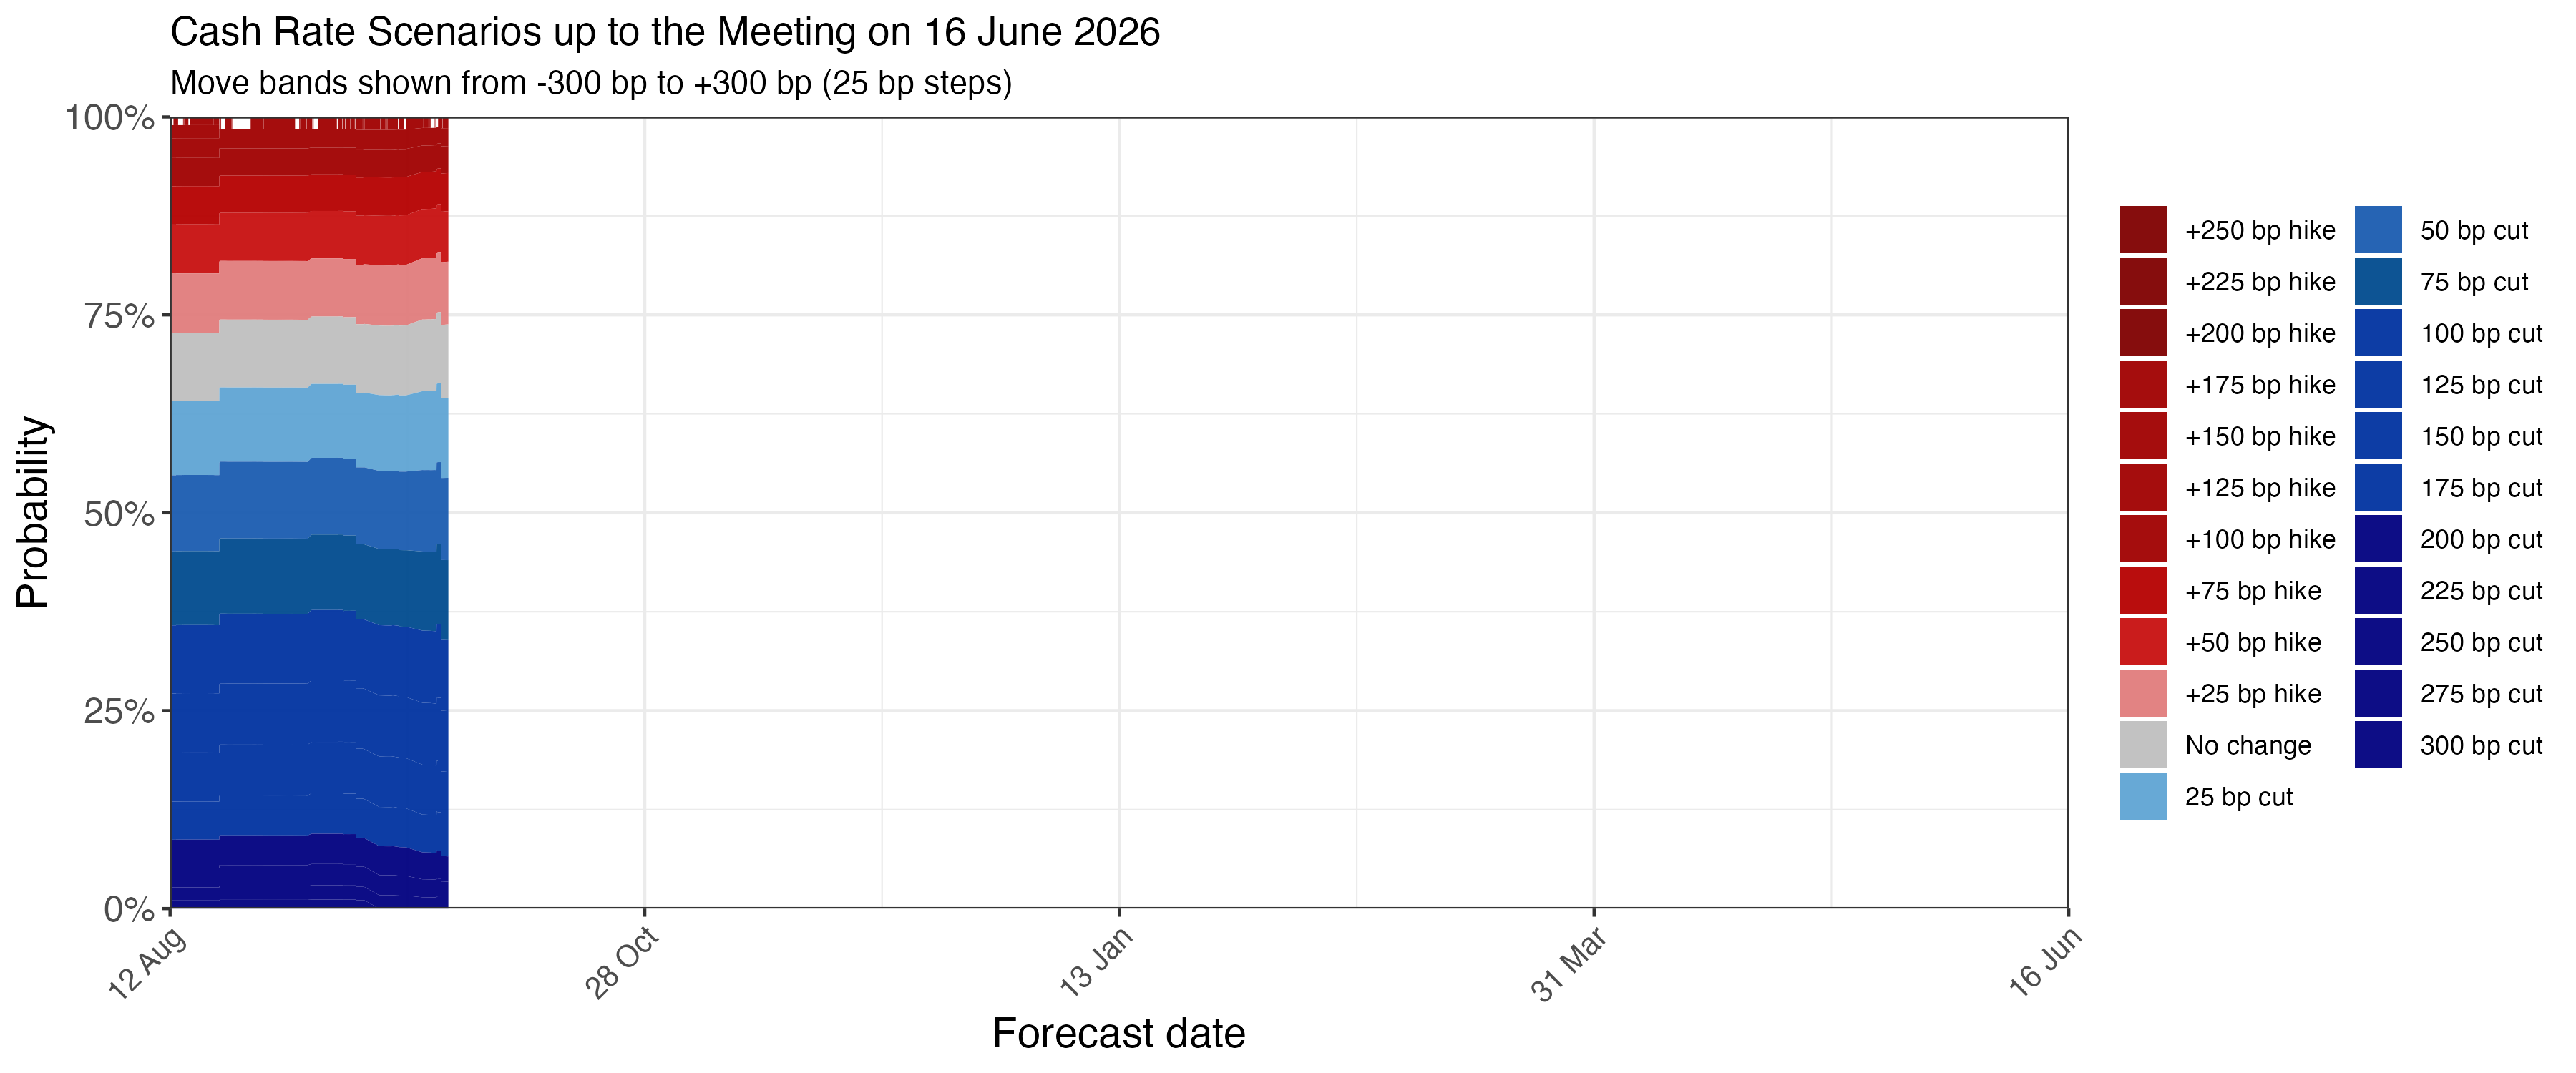 Cash Rate Scenarios up to the Meeting on 16 June 2026
Move bands shown from -300 bp to +300 bp (25 bp steps)
Probability
100%
75%
50%
25%
0%
12 Aug
28 Oct
13 Jan
31 Mar
16 Jun
Forecast date
+250 bp hike
+225 bp hike
+200 bp hike
+175 bp hike
+150 bp hike
+125 bp hike
+100 bp hike
+75 bp hike
+50 bp hike
+25 bp hike
No change
25 bp cut
50 bp cut
75 bp cut
100 bp cut
125 bp cut
150 bp cut
175 bp cut
200 bp cut
225 bp cut
250 bp cut
275 bp cut
300 bp cut